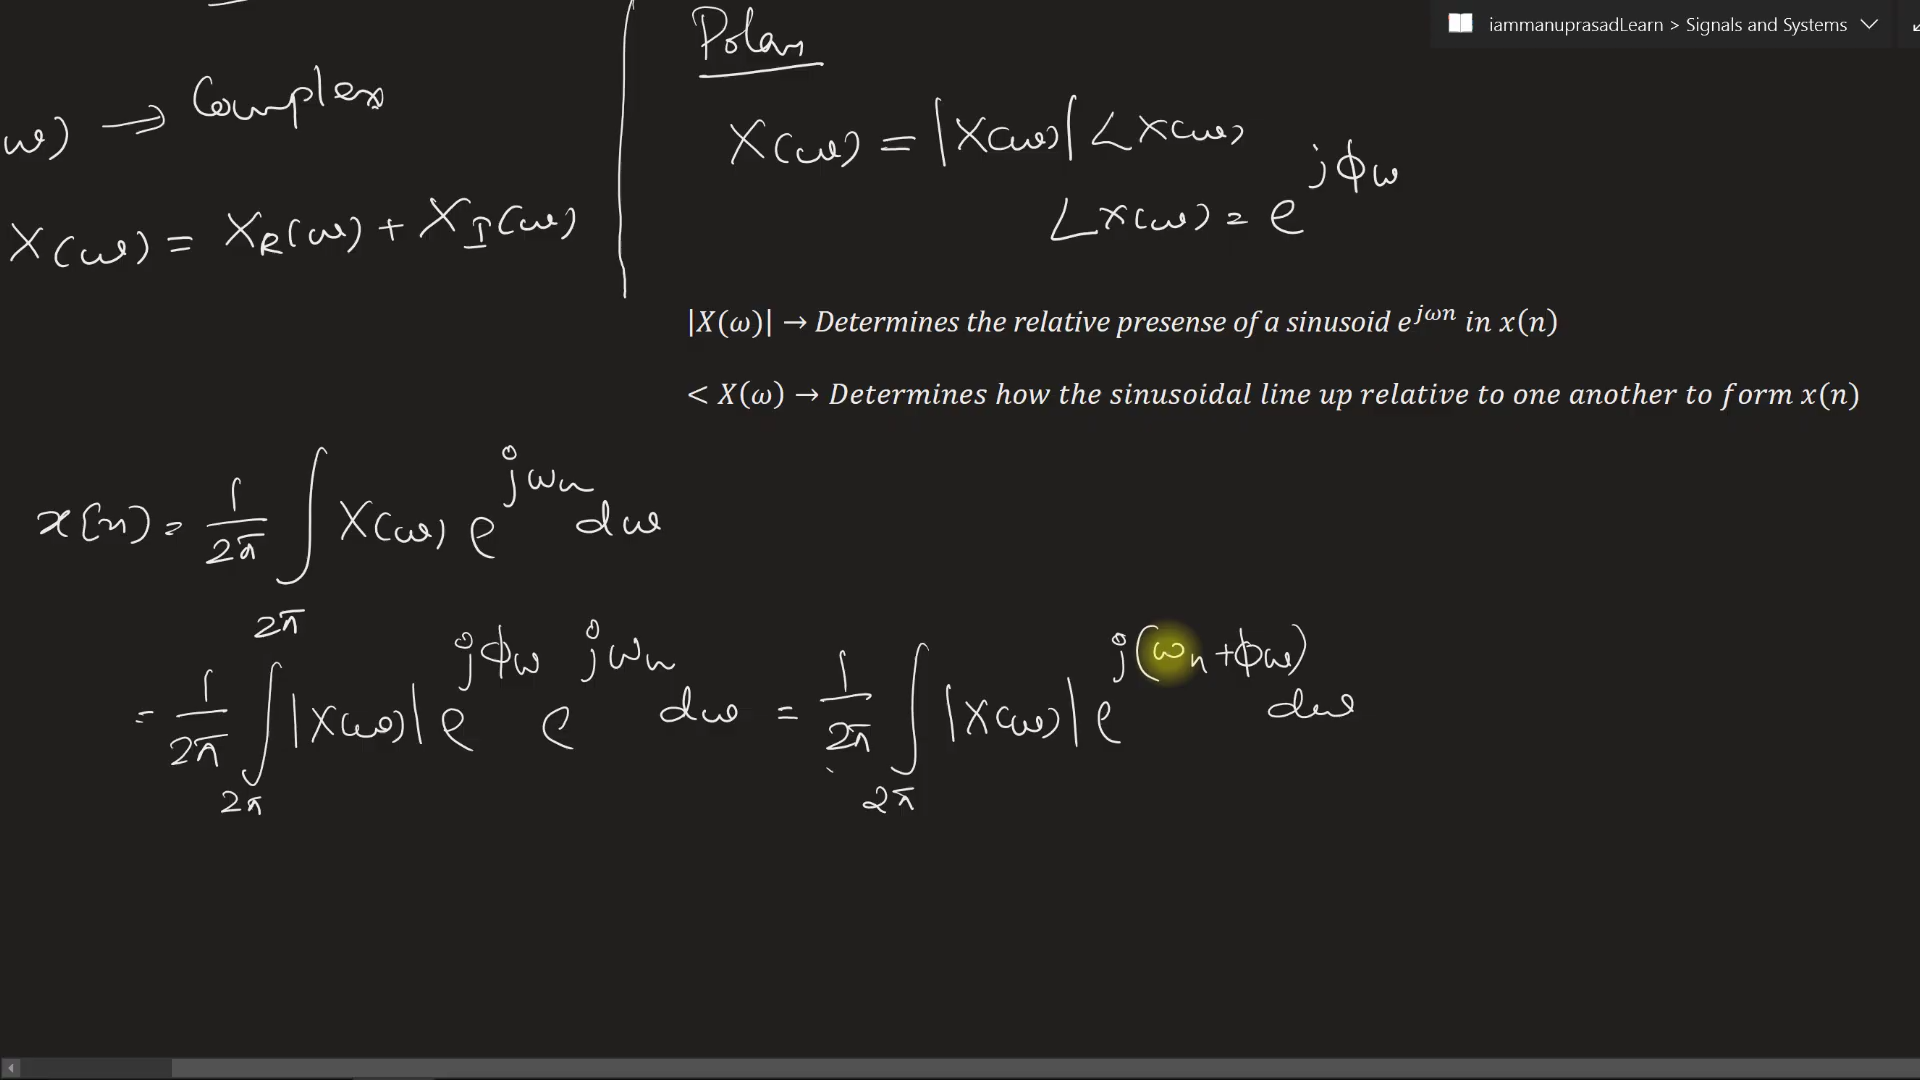 iammanuprasadLearn > Signals and Systems
Polar
ω) → Complex
X(ω) = |X(ω)| ∠X(ω)
X(ω) = X_R(ω) + X_I(ω)
∠x(ω) = e^{jϕω}
|X(ω)| → Determines the relative presense of a sinusoid e^{jωn} in x(n)
< X(ω) → Determines how the sinusoidal line up relative to one another to form x(n)
x[n] = 1/2π ∫_{2π} X(ω) e^{jωn} dω
= 1/2π ∫_{2π} |X(ω)| e^{jϕω} e^{jωn} dω = 1/2π ∫_{2π} |X(ω)| e^{j(ωn+ϕω)} dω